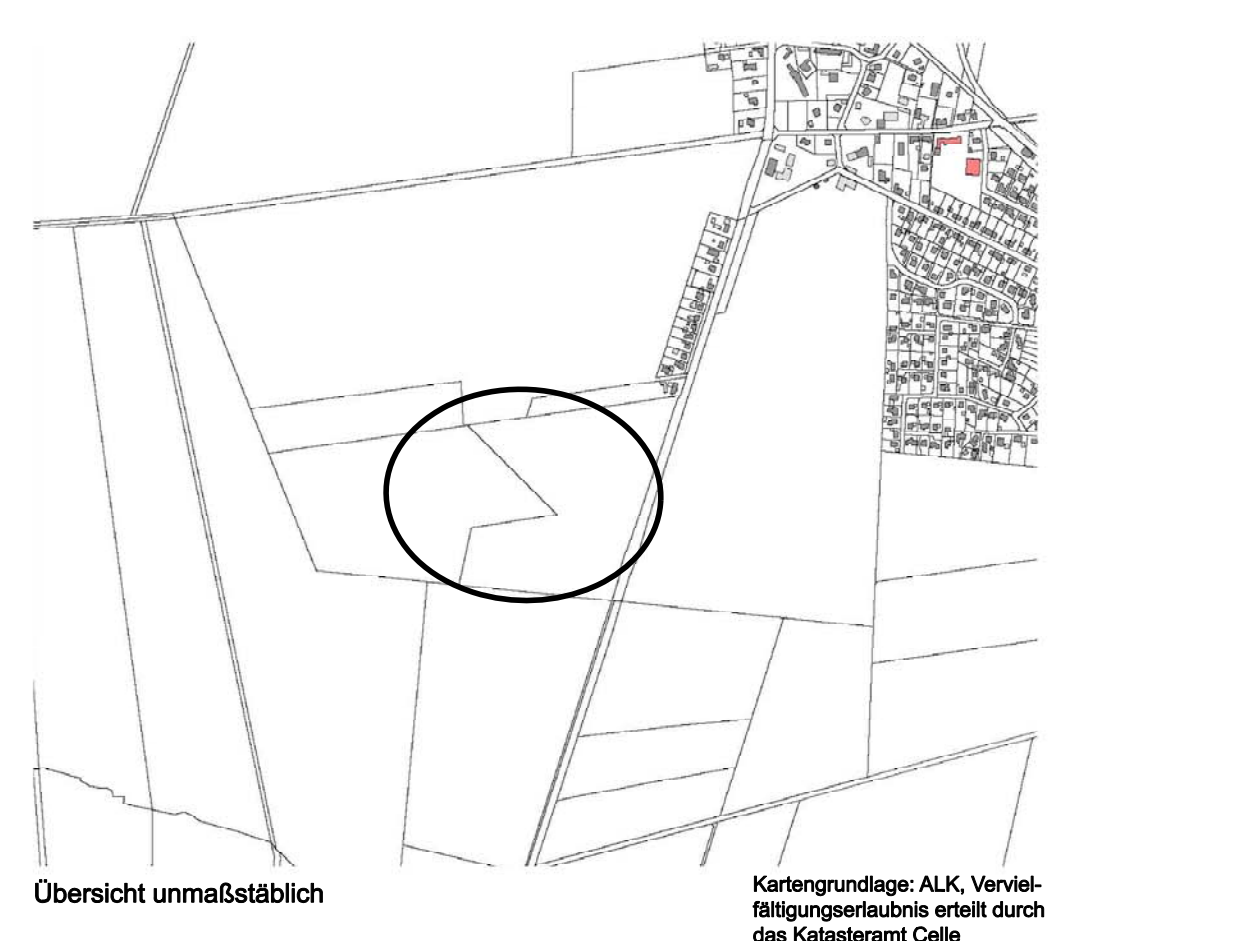 Übersicht unmaßstäblich
Kartengrundlage: ALK, Verviel-
fältigungserlaubnis erteilt durch
das Katasteramt Celle